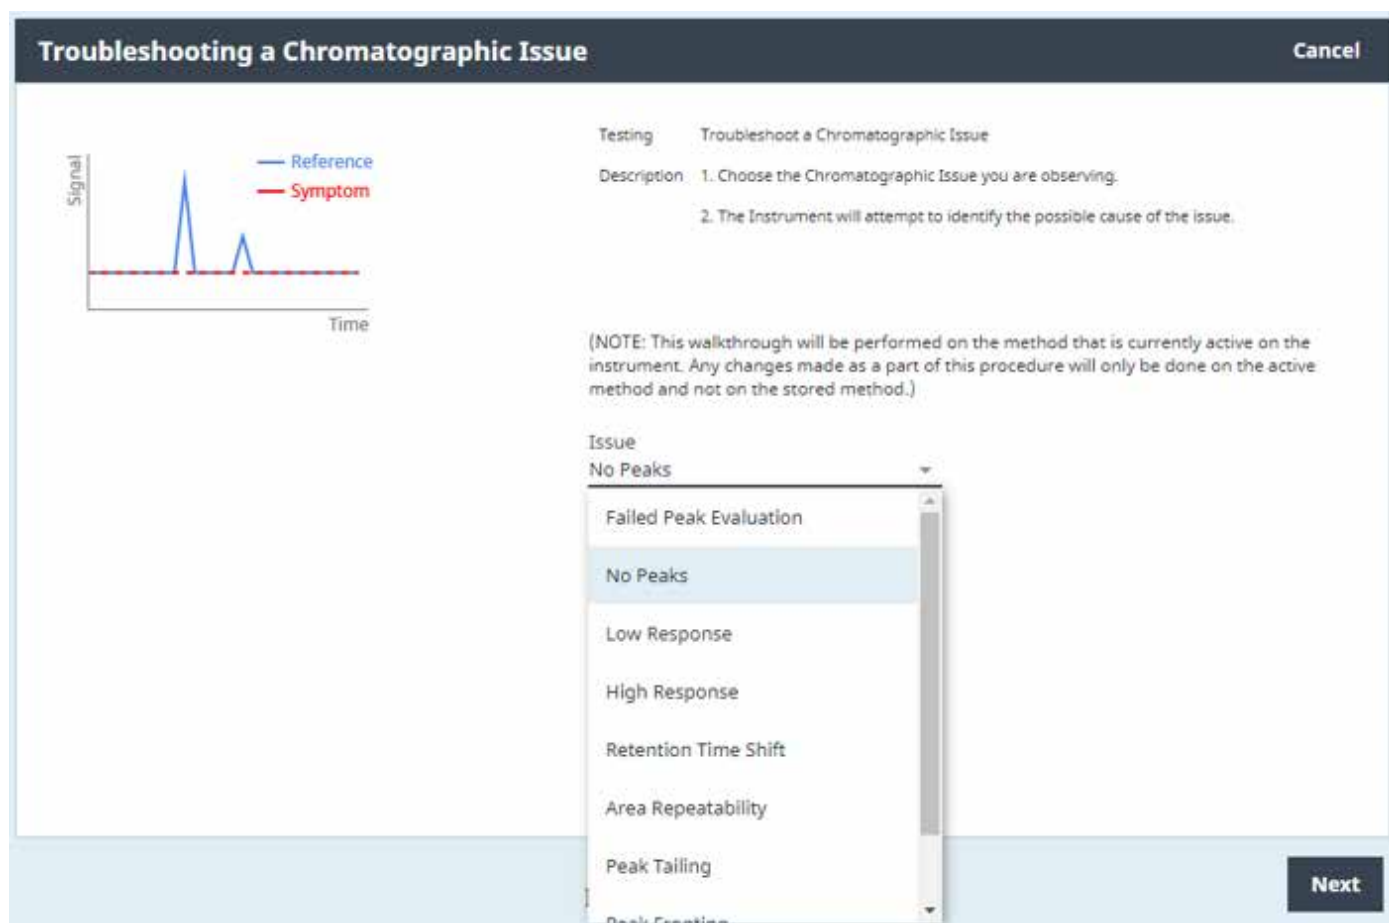 Troubleshooting a Chromatographic Issue
Cancel
Signal
Reference
Symptom
Time
Testing Troubleshoot a Chromatographic Issue
Description 1. Choose the Chromatographic Issue you are observing.
2. The Instrument will attempt to identify the possible cause of the issue.
(NOTE: This walkthrough will be performed on the method that is currently active on the
instrument. Any changes made as a part of this procedure will only be done on the active
method and not on the stored method.)
Issue
No Peaks
Failed Peak Evaluation
No Peaks
Low Response
High Response
Retention Time Shift
Area Repeatability
Peak Tailing
Peak Fronting
Next